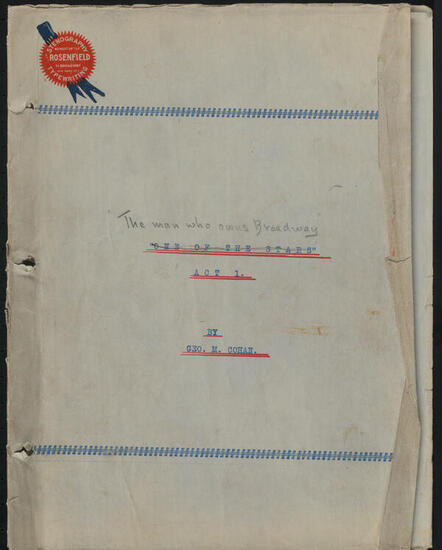 STENOGRAPHY
ROSENFIELD
TYPEWRITING
"The man who owns Broadway"
"ONE OF THE STARS"
ACT 1.
BY
GEO. M. COHAN.